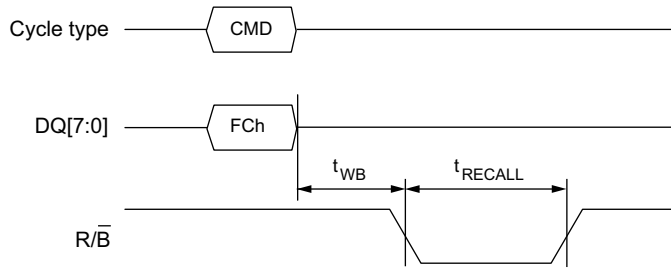 Cycle type
CMD
DQ[7:0]
FCh
tWB
tRECALL
R/B̅